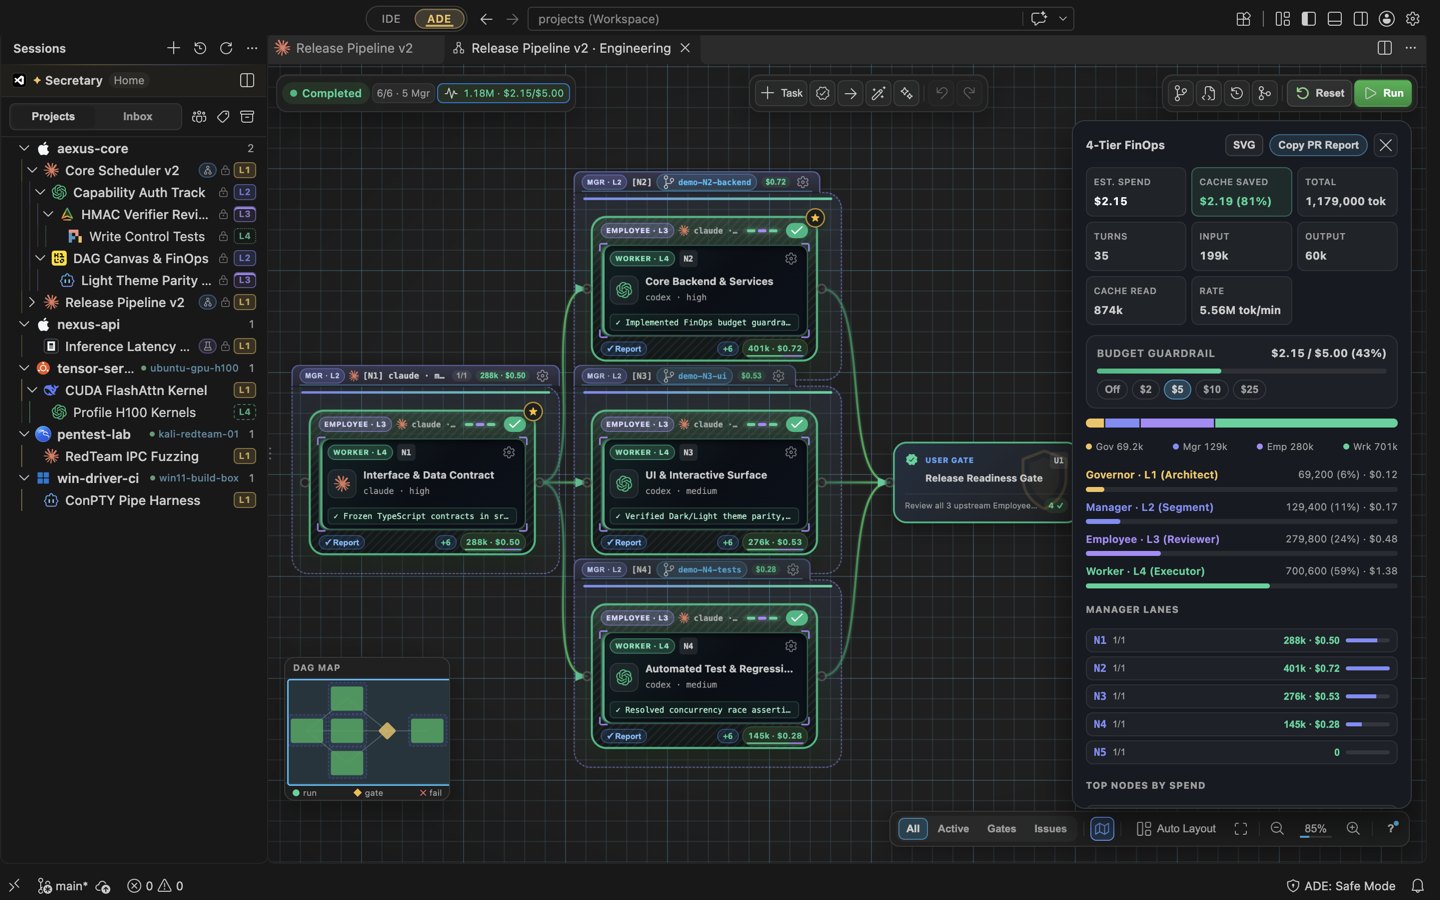 IDE
ADE
projects (Workspace)
Sessions
Secretary
Home
Projects
Inbox
aexus-core
2
Core Scheduler v2
L1
Capability Auth Track
L2
HMAC Verifier Revi...
L3
Write Control Tests
L4
DAG Canvas & FinOps
L2
Light Theme Parity ...
L3
Release Pipeline v2
L1
nexus-api
1
Inference Latency ...
L1
tensor-ser...
ubuntu-gpu-h100
1
CUDA FlashAttn Kernel
L1
Profile H100 Kernels
L4
pentest-lab
kali-redteam-01
1
RedTeam IPC Fuzzing
L1
win-driver-ci
win11-build-box
1
ConPTY Pipe Harness
L1
Release Pipeline v2
Release Pipeline v2 · Engineering
Completed
6/6 · 5 Mgr
1.18M · $2.15/$5.00
Task
Reset
Run
MGR · L2
[N2]
demo-N2-backend
$0.72
EMPLOYEE · L3
claude ·…
WORKER · L4
N2
Core Backend & Services
codex · high
✓ Implemented FinOps budget guardra…
✓Report
+6
401k · $0.72
MGR · L2
[N1] claude · m…
1/1
288k · $0.50
EMPLOYEE · L3
claude ·…
WORKER · L4
N1
Interface & Data Contract
claude · high
✓ Frozen TypeScript contracts in sr…
✓Report
+6
288k · $0.50
MGR · L2
[N3]
demo-N3-ui
$0.53
EMPLOYEE · L3
claude ·…
WORKER · L4
N3
UI & Interactive Surface
codex · medium
✓ Verified Dark/Light theme parity,…
✓Report
+6
276k · $0.53
MGR · L2
[N4]
demo-N4-tests
$0.28
EMPLOYEE · L3
claude ·…
WORKER · L4
N4
Automated Test & Regressi...
codex · medium
✓ Resolved concurrency race asserti…
✓Report
+6
145k · $0.28
USER GATE
U1
Release Readiness Gate
Review all 3 upstream Employee...
4 ✓
DAG MAP
run
gate
fail
4-Tier FinOps
SVG
Copy PR Report
EST. SPEND
$2.15
CACHE SAVED
$2.19 (81%)
TOTAL
1,179,000 tok
TURNS
35
INPUT
199k
OUTPUT
60k
CACHE READ
874k
RATE
5.56M tok/min
BUDGET GUARDRAIL
$2.15 / $5.00 (43%)
Off
$2
$5
$10
$25
Gov 69.2k
Mgr 129k
Emp 280k
Wrk 701k
Governor · L1 (Architect)
69,200 (6%) · $0.12
Manager · L2 (Segment)
129,400 (11%) · $0.17
Employee · L3 (Reviewer)
279,800 (24%) · $0.48
Worker · L4 (Executor)
700,600 (59%) · $1.38
MANAGER LANES
N1 1/1 288k · $0.50
N2 1/1 401k · $0.72
N3 1/1 276k · $0.53
N4 1/1 145k · $0.28
N5 1/1 0
TOP NODES BY SPEND
All
Active
Gates
Issues
Auto Layout
85%
?
main*
0
0
ADE: Safe Mode